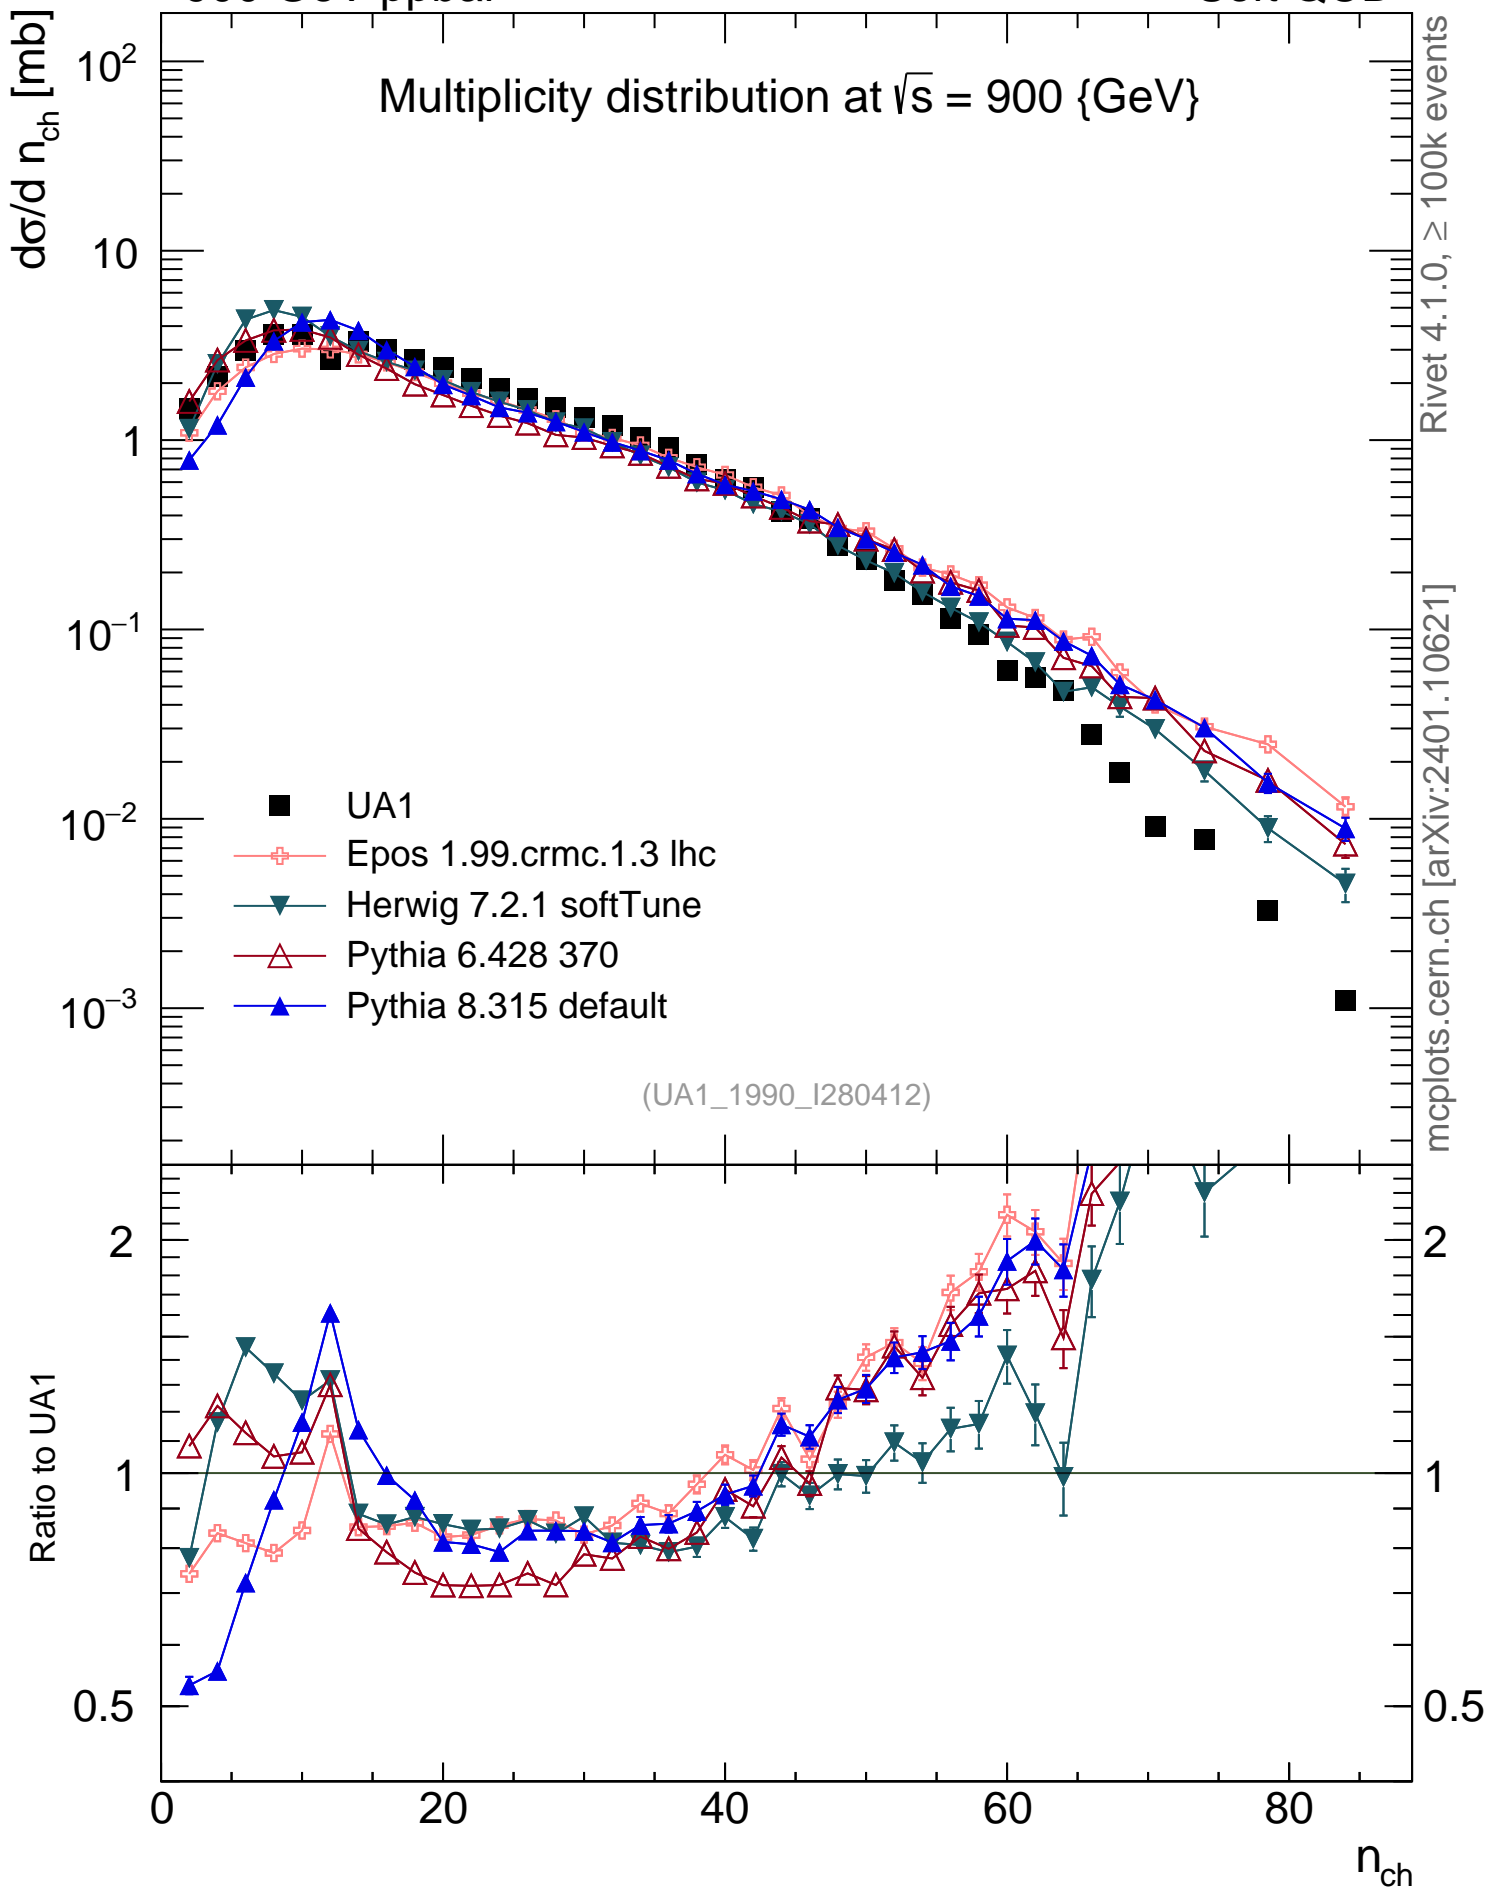 Multiplicity distribution at √s = 900 {GeV}
dσ/d n_ch [mb]
10²
10
1
10⁻¹
10⁻²
10⁻³
UA1
Epos 1.99.crmc.1.3 lhc
Herwig 7.2.1 softTune
Pythia 6.428 370
Pythia 8.315 default
(UA1_1990_I280412)
Rivet 4.1.0, ≥ 100k events
mcplots.cern.ch [arXiv:2401.10621]
Ratio to UA1
2
1
0.5
2
1
0.5
0
20
40
60
80
n_ch